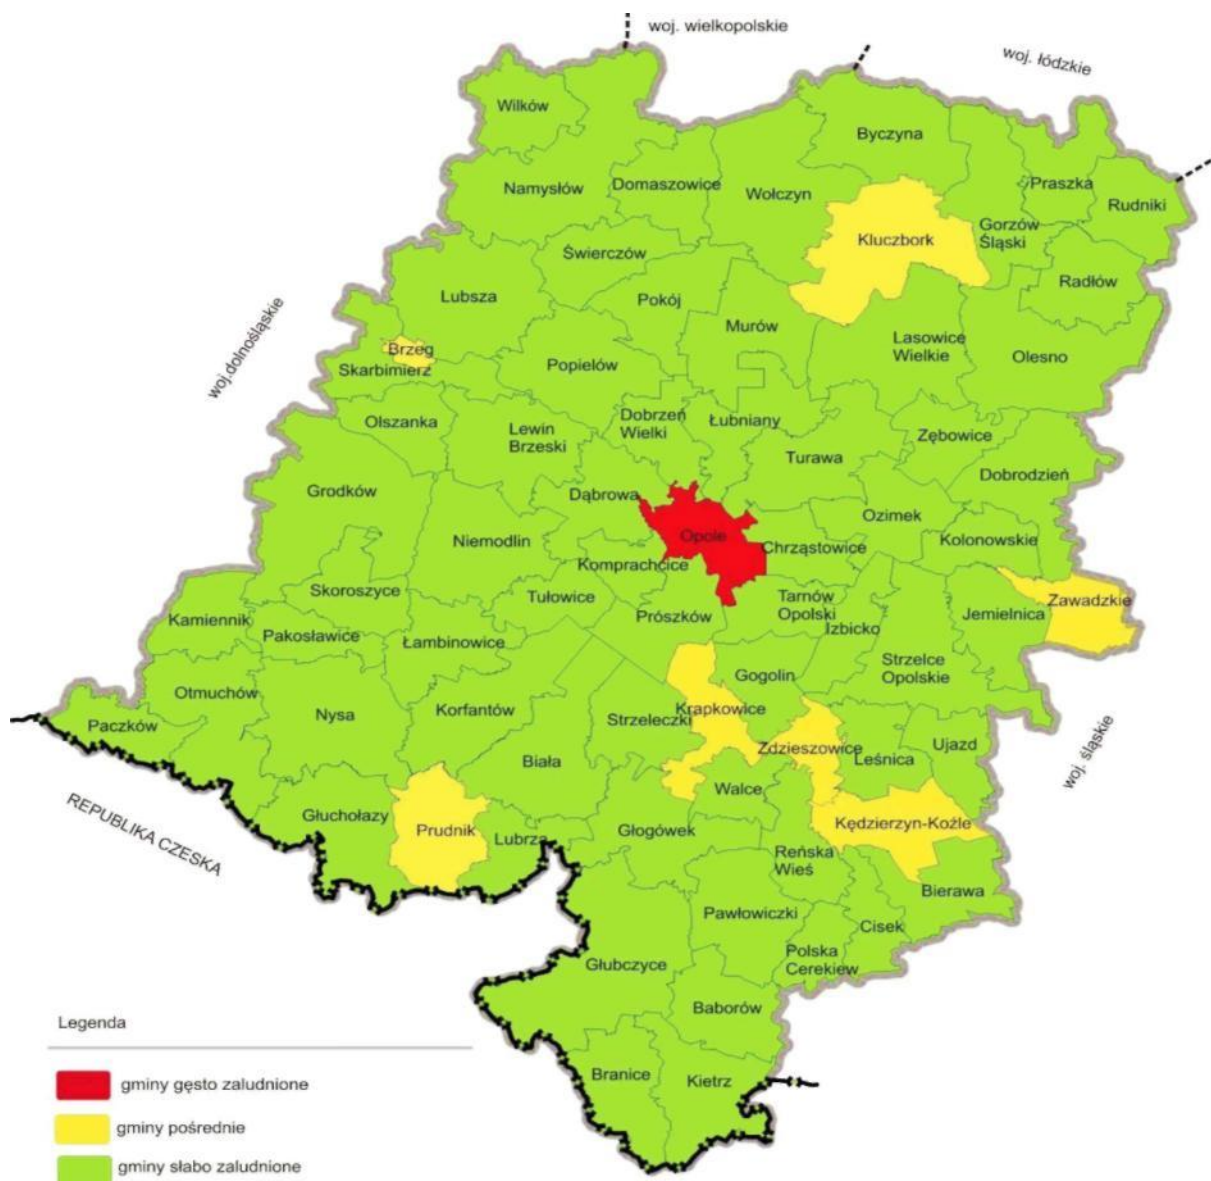 woj. wielkopolskie
woj. łódzkie
Wilków
Byczyna
Namysłów
Domaszowice
Wołczyn
Praszka
Rudniki
Kluczbork
Gorzów
Śląski
Świerczów
Radłów
Lubsza
Pokój
Murów
Lasowice
Wielkie
Olesno
woj.dolnośląskie
Brzeg
Skarbimierz
Popielów
Olszanka
Lewin
Brzeski
Dobrzeń
Wielki
Łubniany
Zębowice
Turawa
Dobrodzień
Grodków
Dąbrowa
Ozimek
Niemodlin
Opole
Chrząstowice
Kolonowskie
Komprachcice
Skoroszyce
Tułowice
Tarnów
Opolski
Zawadzkie
Kamiennik
Prószków
Jemielnica
Pakosławice
Łambinowice
Izbicko
Strzelce
Opolskie
Gogolin
Otmuchów
Nysa
Korfantów
Strzeleczki
Krapkowice
Paczków
Zdzieszowice
Ujazd
Leśnica
Biała
woj. śląskie
Walce
REPUBLIKA CZESKA
Głuchołazy
Prudnik
Lubrza
Głogówek
Kędzierzyn-Koźle
Reńska
Wieś
Bierawa
Pawłowiczki
Cisek
Polska
Cerekiew
Głubczyce
Baborów
Branice
Kietrz
Legenda
gminy gęsto zaludnione
gminy pośrednie
gminy słabo zaludnione